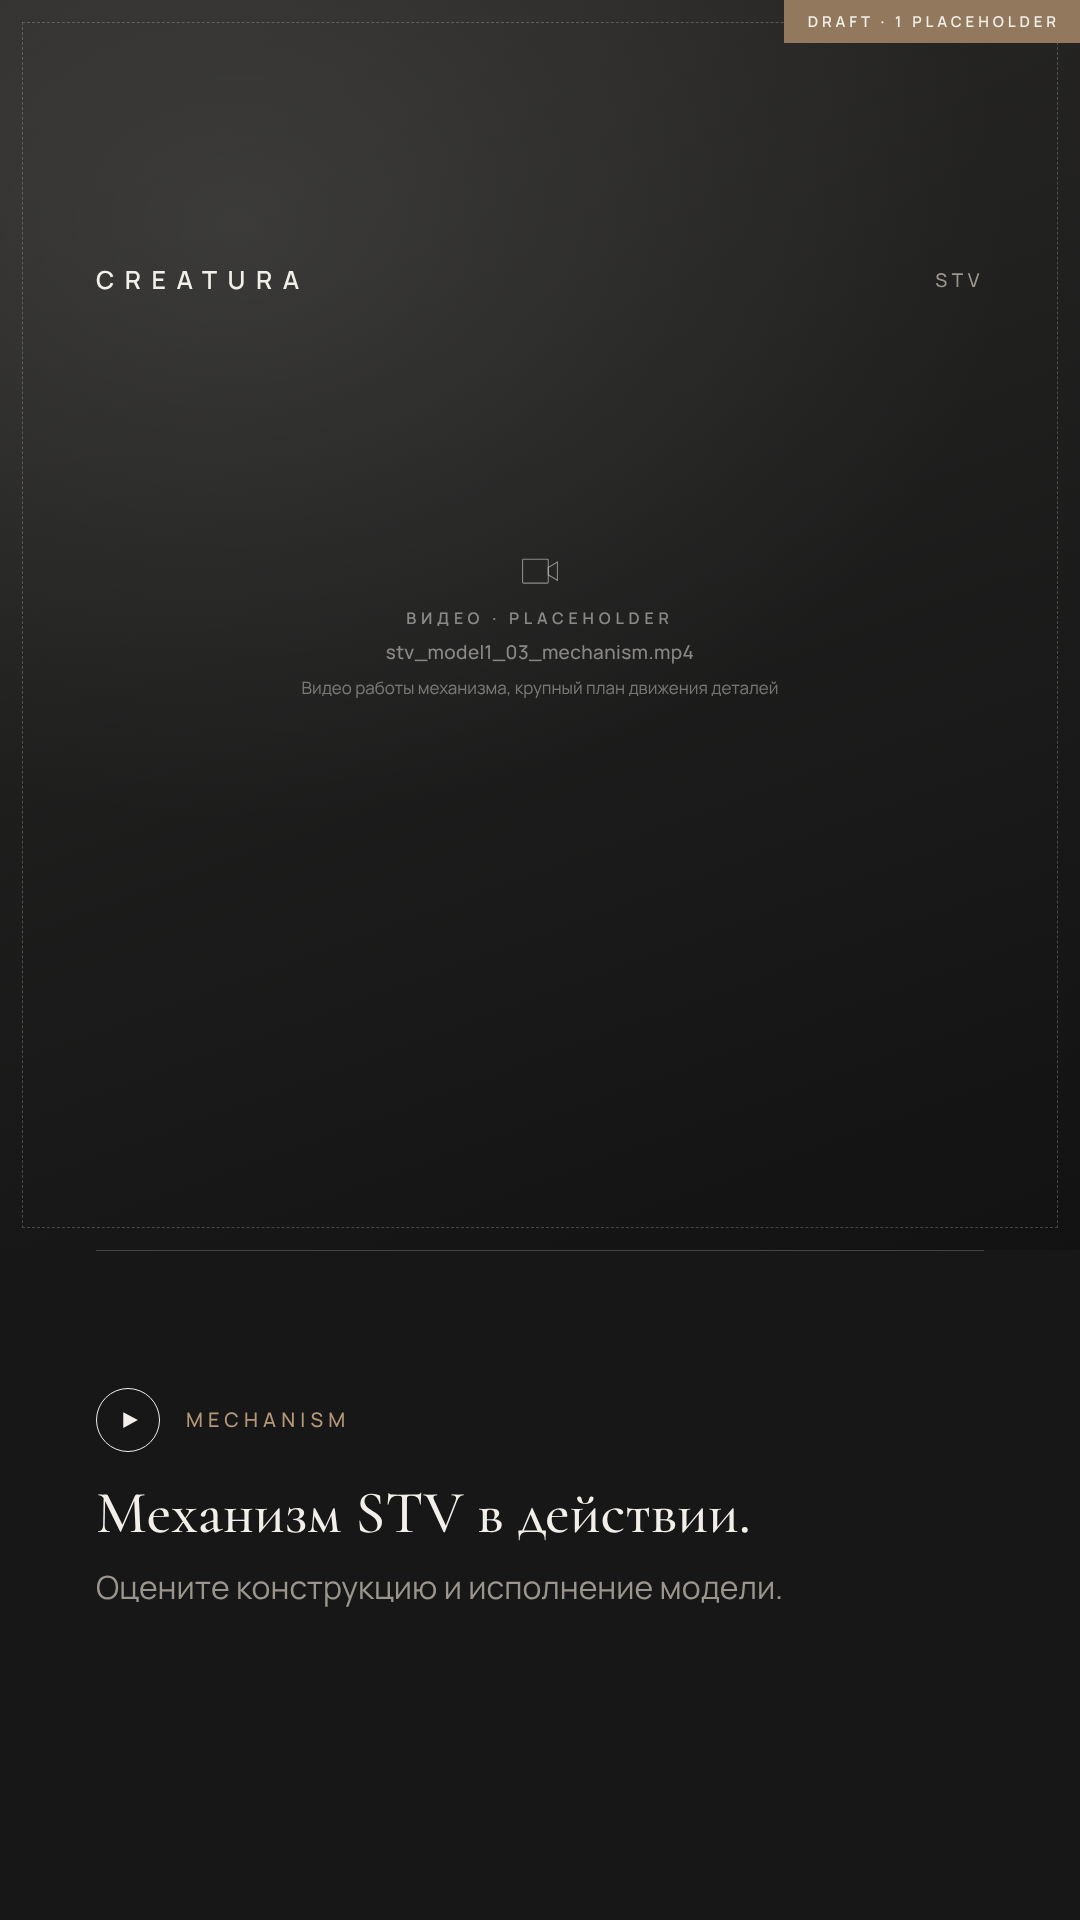 DRAFT · 1 PLACEHOLDER
CREATURA
STV
ВИДЕО · PLACEHOLDER
stv_model1_03_mechanism.mp4
Видео работы механизма, крупный план движения деталей
MECHANISM
Механизм STV в действии.
Оцените конструкцию и исполнение модели.